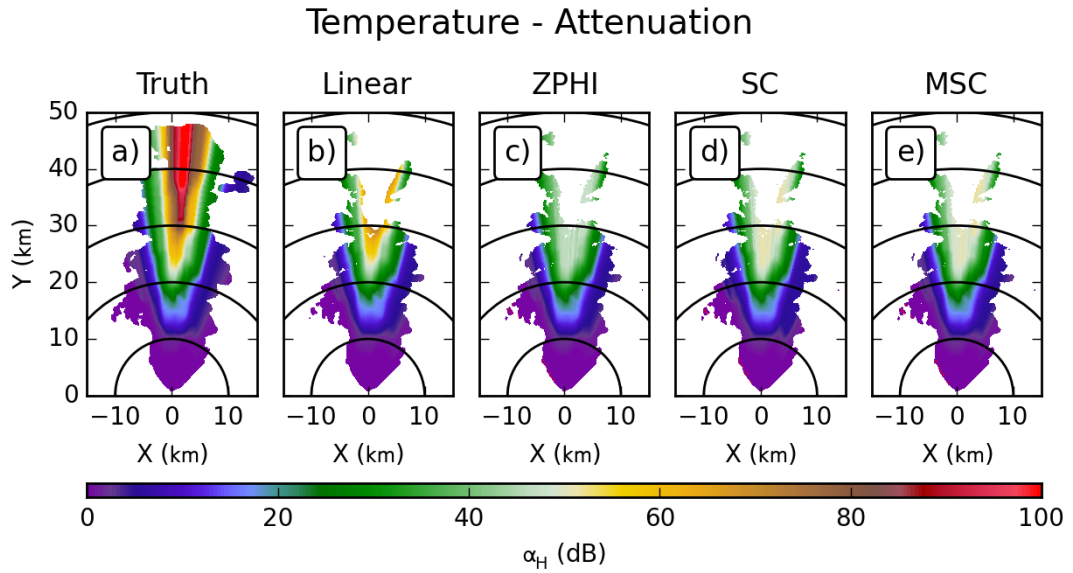 Temperature - Attenuation
Truth Linear ZPHI SC MSC
50
40
30
20
10
0
Y (km)
a) b) c) d) e)
−10 0 10 −10 0 10 −10 0 10 −10 0 10 −10 0 10
X (km) X (km) X (km) X (km) X (km)
0 20 40 60 80 100
α_H (dB)